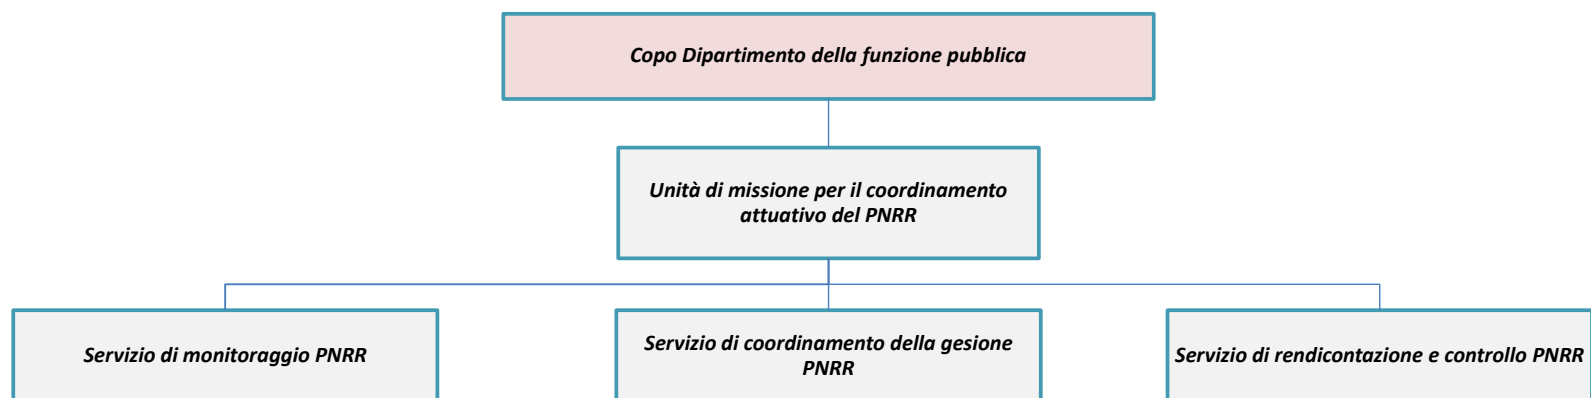 Copo Dipartimento della funzione pubblica
Unità di missione per il coordinamento
attuativo del PNRR
Servizio di monitoraggio PNRR
Servizio di coordinamento della gesione
PNRR
Servizio di rendicontazione e controllo PNRR